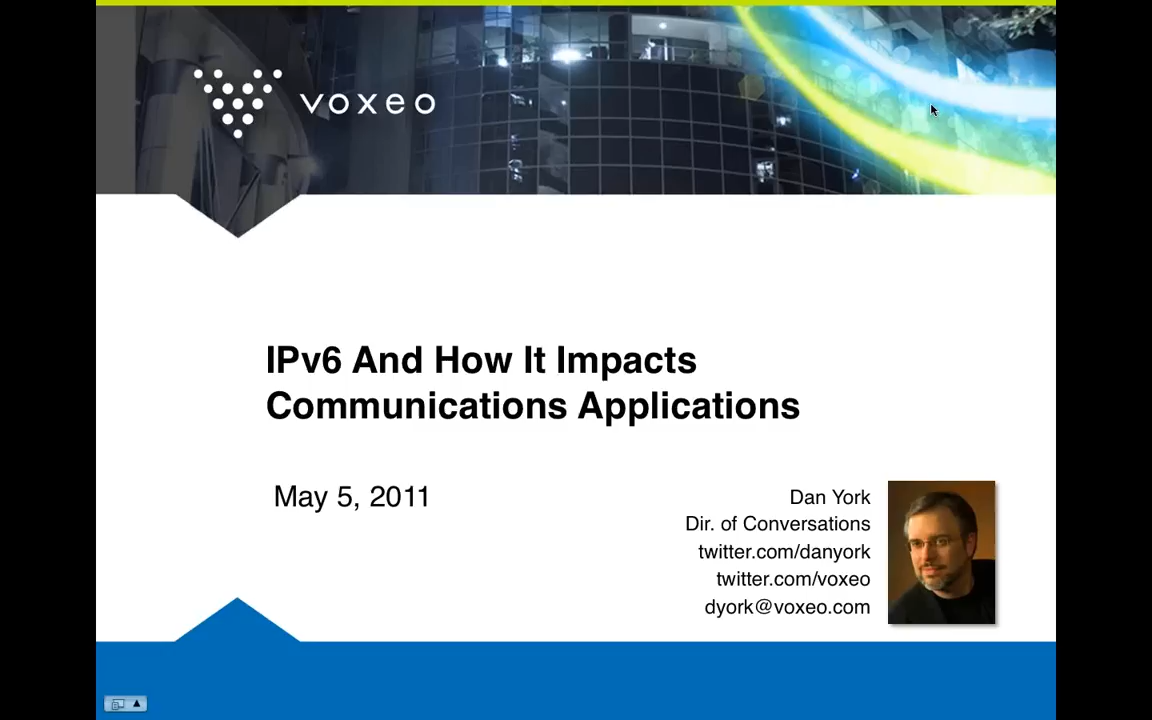 voxeo
IPv6 And How It Impacts
Communications Applications
May 5, 2011
Dan York
Dir. of Conversations
twitter.com/danyork
twitter.com/voxeo
dyork@voxeo.com